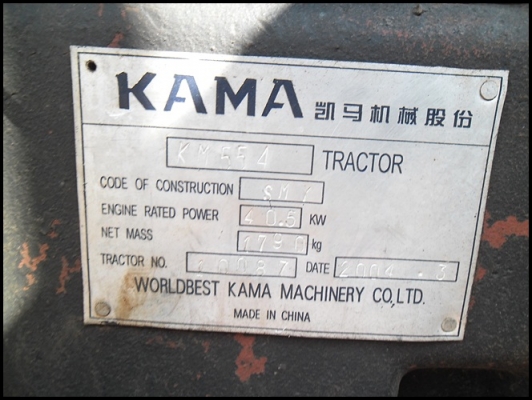 KAMA 凯马机械股份
KM554 TRACTOR
CODE OF CONSTRUCTION
ENGINE RATED POWER 40.5 KW
NET MASS 1790 kg
TRACTOR NO. DATE 2004.3
WORLDBEST KAMA MACHINERY CO,LTD.
MADE IN CHINA